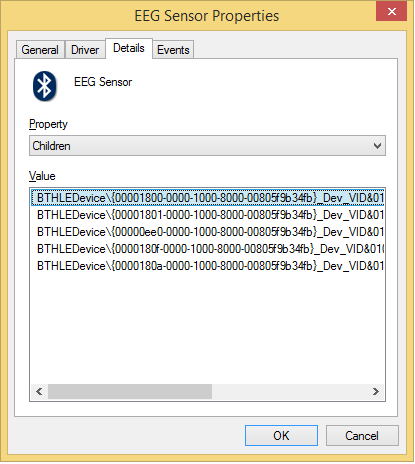 EEG Sensor Properties
General Driver Details Events
EEG Sensor
Property
Children
Value
BTHLEDevice\{00001800-0000-1000-8000-00805f9b34fb}_Dev_VID&01
BTHLEDevice\{00001801-0000-1000-8000-00805f9b34fb}_Dev_VID&01
BTHLEDevice\{0000ee0-0000-1000-8000-00805f9b34fb}_Dev_VID&01
BTHLEDevice\{0000180f-0000-1000-8000-00805f9b34fb}_Dev_VID&010
BTHLEDevice\{0000180a-0000-1000-8000-00805f9b34fb}_Dev_VID&01
OK Cancel